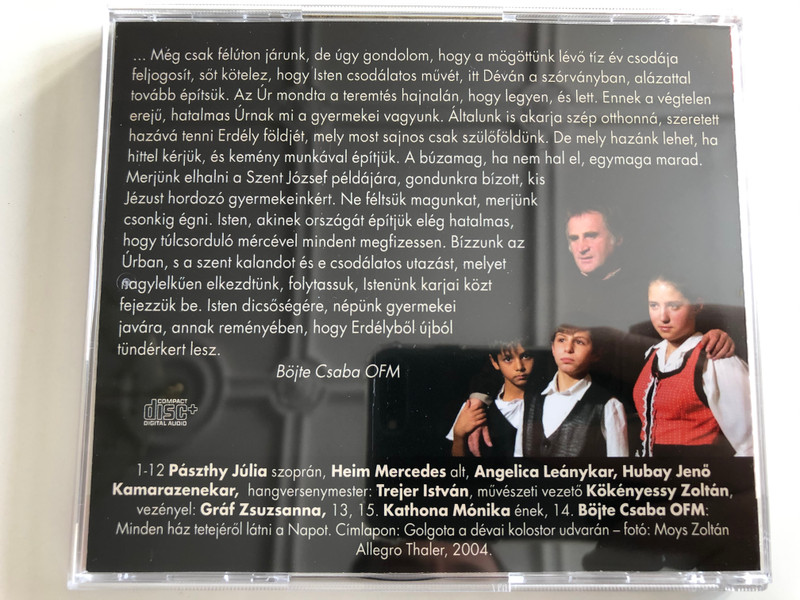 ... Még csak félúton járunk, de úgy gondolom, hogy a mögöttünk lévő tíz év csodája
feljogosít, sőt kötelez, hogy Isten csodálatos művét, itt Déván a szórványban, alázattal
tovább építsük. Az Úr mondta a teremtés hajnalán, hogy legyen, és lett. Ennek a végtelen
erejű, hatalmas Úrnak mi a gyermekei vagyunk. Általunk is akarja szép otthonná, szeretett
hazává tenni Erdély földjét, mely most sajnos csak szülőföldünk. De mely hazánk lehet, ha
hittel kérjük, és kemény munkával építjük. A búzamag, ha nem hal el, egymaga marad.
Merjünk elhalni a Szent József példájára, gondunkra bízott, kis
Jézust hordozó gyermekeinkért. Ne féltsük magunkat, merjünk
csonkig égni. Isten, akinek országát építjük elég hatalmas,
hogy túlcsorduló mércével mindent megfizessen. Bízzunk az
Úrban, s a szent kalandot és e csodálatos utazást, melyet
nagylelkűen elkezdtünk, folytassuk, Istenünk karjai közt
fejezzük be. Isten dicsőségére, népünk gyermekei
javára, annak reményében, hogy Erdélyből újból
tündérkert lesz.
Böjte Csaba OFM
COMPACT
disc+
DIGITAL AUDIO
1-12 Pászthy Júlia szoprán, Heim Mercedes alt, Angelica Leánykar, Hubay Jenő
Kamarazenekar, hangversenymester: Trejer István, művészeti vezető Kökényessy Zoltán,
vezényel: Gráf Zsuzsanna, 13, 15. Kathona Mónika ének, 14. Böjte Csaba OFM:
Minden ház tetejéről látni a Napot. Címlapon: Golgota a dévai kolostor udvarán – fotó: Moys Zoltán
Allegro Thaler, 2004.